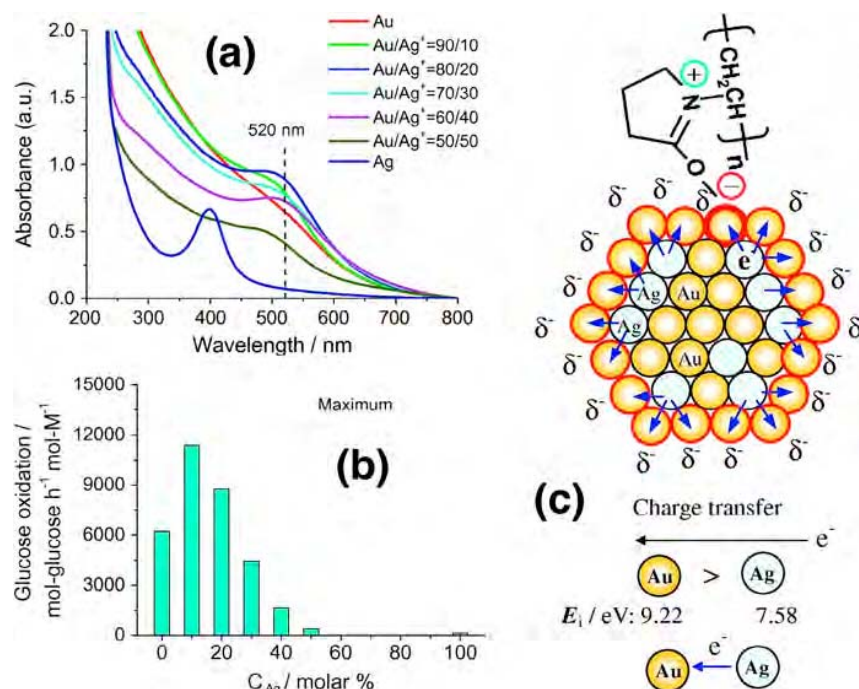 (a)
Au
Au/Ag⁺=90/10
Au/Ag⁺=80/20
Au/Ag⁺=70/30
Au/Ag⁺=60/40
Au/Ag⁺=50/50
Ag
520 nm
2.0
1.5
1.0
0.5
0.0
200 300 400 500 600 700 800
Absorbance (a.u.)
Wavelength / nm
(b)
Maximum
15000
12000
9000
6000
3000
0
0 20 40 60 80 100
Glucose oxidation /
mol-glucose h⁻¹ mol-M⁻¹
C_Ag / molar %
+
N
CH₂CH
O
n
−
δ⁻ δ⁻ δ⁻ δ⁻ δ⁻
δ⁻ e δ⁻
δ⁻ Ag Au δ⁻
δ⁻ Ag δ⁻
δ⁻ Au δ⁻
δ⁻ δ⁻
δ⁻ δ⁻ δ⁻ δ⁻
(c)
Charge transfer
e⁻
Au > Ag
Eᵢ / eV: 9.22 7.58
e⁻
Au Ag